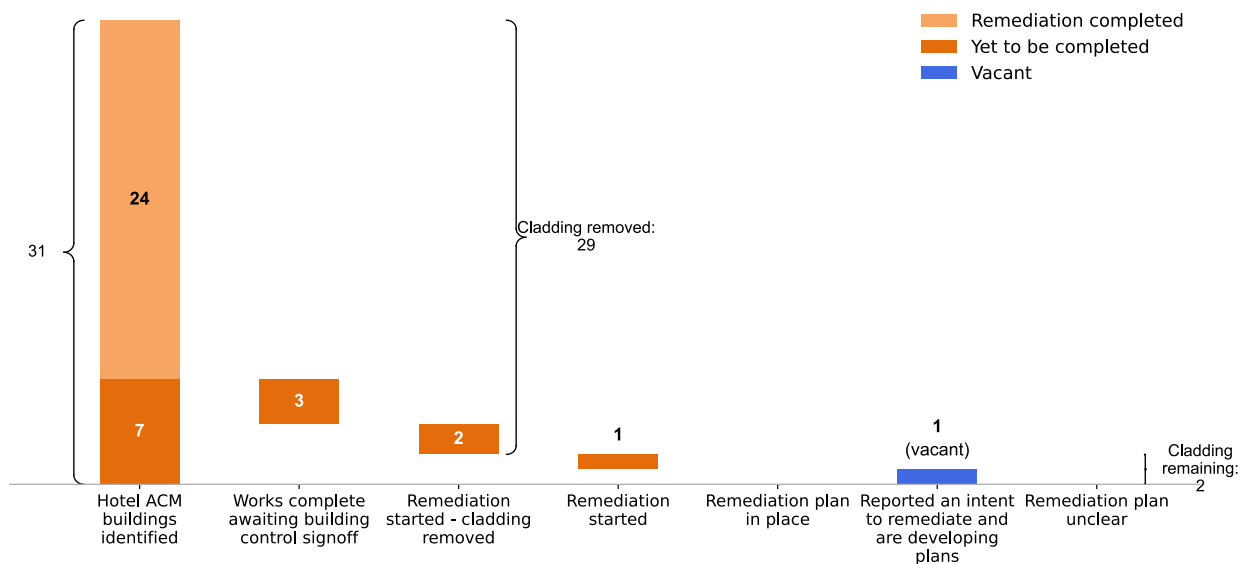 Remediation completed
Yet to be completed
Vacant
24
31
Cladding removed:
29
7
3
2
1
1
(vacant)
Cladding
remaining:
2
Hotel ACM
buildings
identified
Works complete
awaiting building
control signoff
Remediation
started - cladding
removed
Remediation
started
Remediation plan
in place
Reported an intent
to remediate and
are developing
plans
Remediation plan
unclear